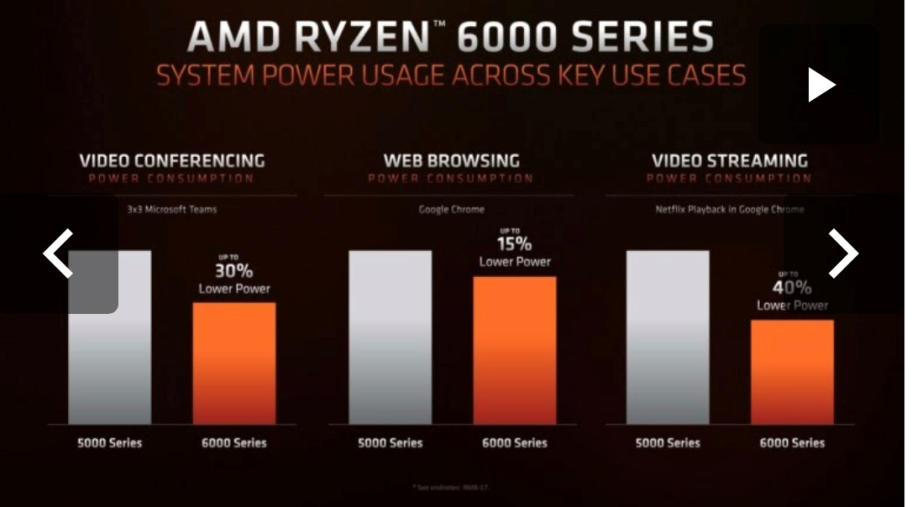 AMD RYZEN™ 6000 SERIES
SYSTEM POWER USAGE ACROSS KEY USE CASES
VIDEO CONFERENCING
POWER CONSUMPTION
3x3 Microsoft Teams
UP TO
30%
Lower Power
5000 Series
6000 Series
WEB BROWSING
POWER CONSUMPTION
Google Chrome
UP TO
15%
Lower Power
5000 Series
6000 Series
VIDEO STREAMING
POWER CONSUMPTION
Netflix Playback in Google Chrome
UP TO
40%
Lower Power
5000 Series
6000 Series
* See endnotes: